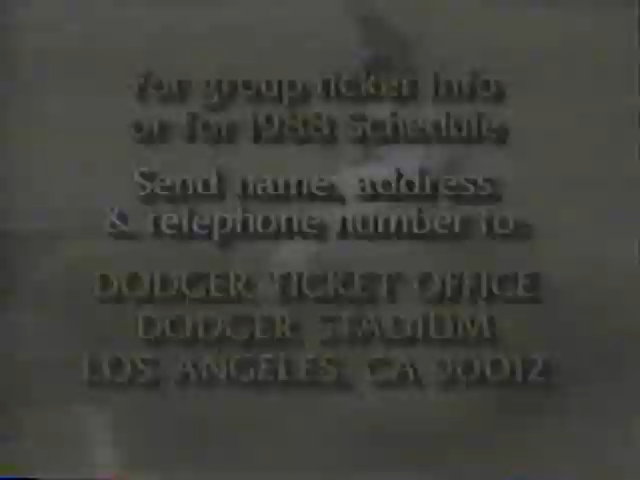 For group ticket info
or for 1988 Schedule,
Send name, address
& telephone number to:
DODGER TICKET OFFICE
DODGER STADIUM
LOS ANGELES, CA 90012